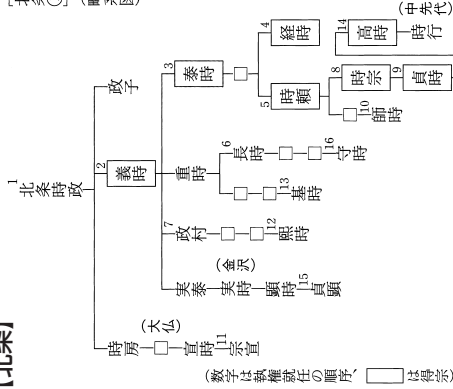 【北条】
1 北条時政
政子
2 義時
時房
3 泰時
重時
7 政村
実泰
4 経時
5 時頼
8 時宗
9 貞時
10 師時
14 高時
時行
(中先代)
6 長時
16 守時
13 基時
12 煕時
(金沢)
実時
顕時
15 貞顕
(大仏)
宣時
11 宗宣
(数字は執権就任の順序、
は得宗)